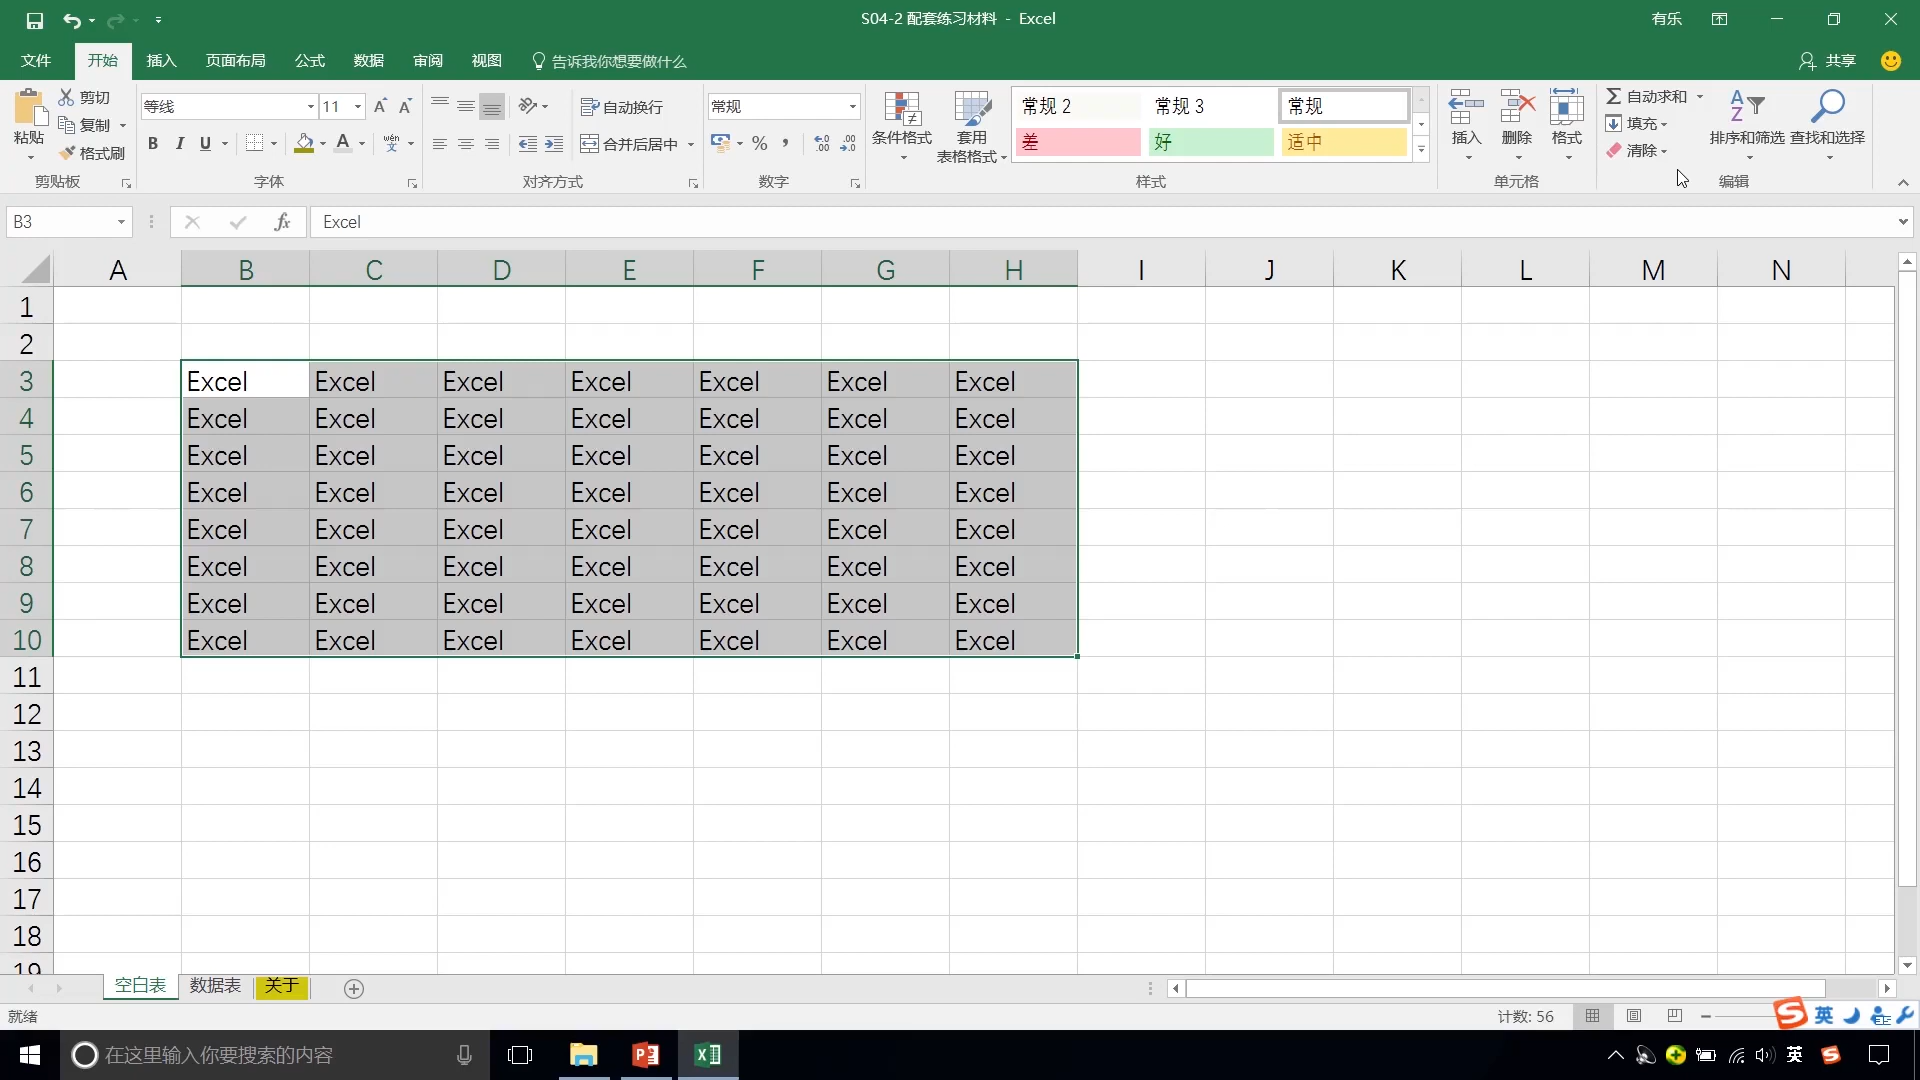 S04-2 配套练习材料 - Excel
有乐
文件 开始 插入 页面布局 公式 数据 审阅 视图 告诉我你想要做什么 共享
粘贴 剪切 复制 格式刷
等线 11
B I U A 文
自动换行
合并后居中
常规
%
条件格式 套用表格格式
常规 2 常规 3 常规
差 好 适中
插入 删除 格式
自动求和
填充
清除
排序和筛选 查找和选择
剪贴板 字体 对齐方式 数字 样式 单元格 编辑
B3 fx Excel
A B C D E F G H I J K L M N
1
2
3 Excel Excel Excel Excel Excel Excel Excel
4 Excel Excel Excel Excel Excel Excel Excel
5 Excel Excel Excel Excel Excel Excel Excel
6 Excel Excel Excel Excel Excel Excel Excel
7 Excel Excel Excel Excel Excel Excel Excel
8 Excel Excel Excel Excel Excel Excel Excel
9 Excel Excel Excel Excel Excel Excel Excel
10 Excel Excel Excel Excel Excel Excel Excel
11
12
13
14
15
16
17
18
19
空白表 数据表 关于
就绪 计数: 56 英
在这里输入你要搜索的内容 英